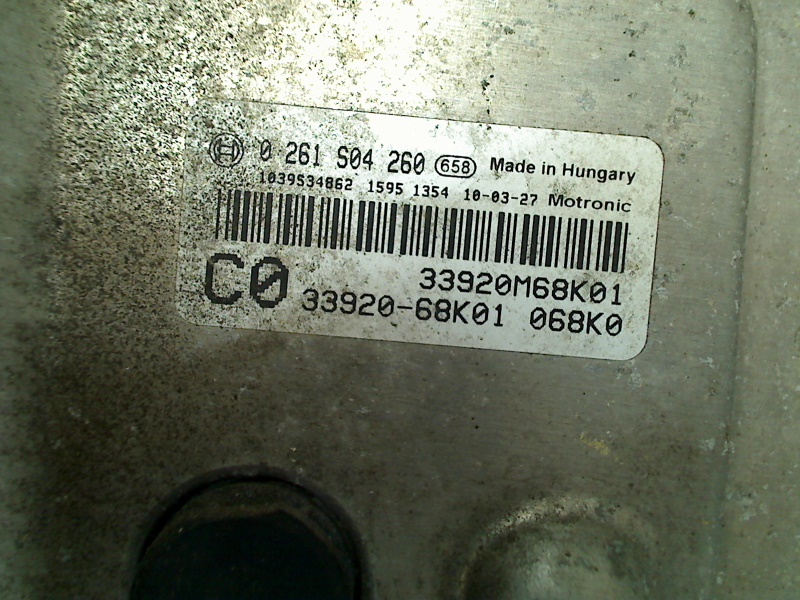 0 261 S04 260 658 Made in Hungary
1039S34862 1595 1354 10-03-27 Motronic
33920M68K01
C0 33920-68K01 068K0